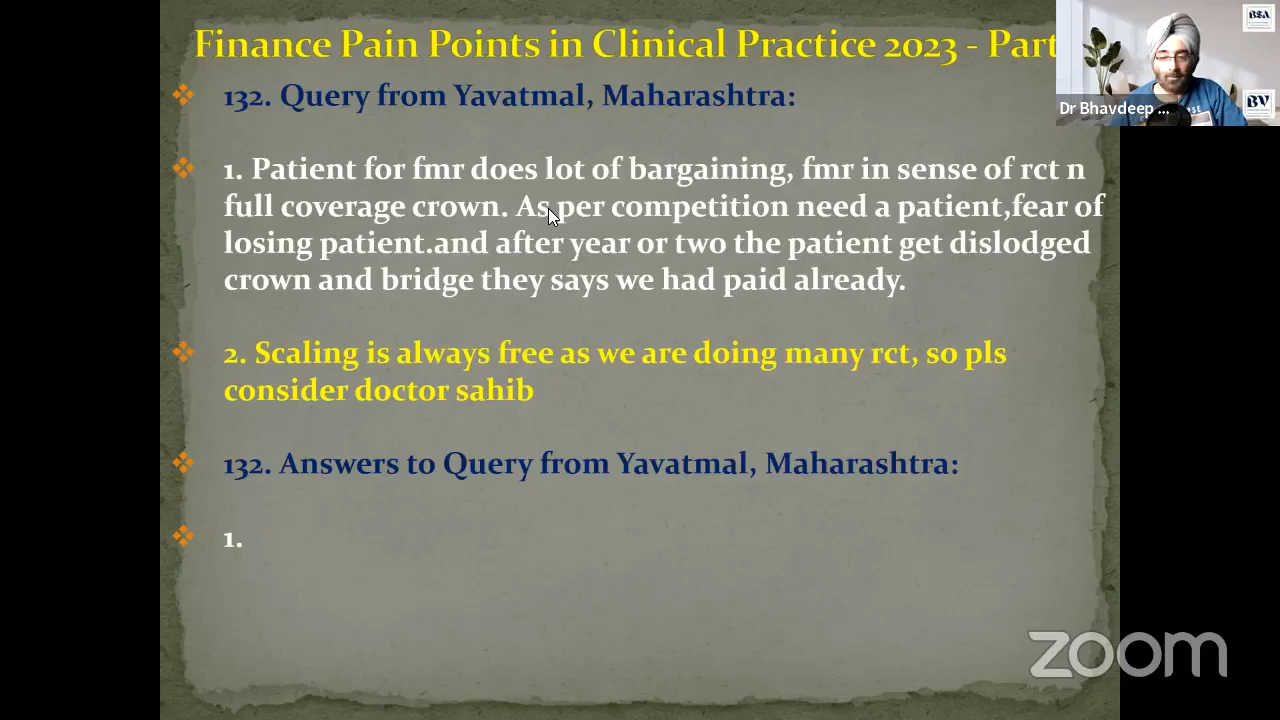 Finance Pain Points in Clinical Practice 2023 - Part
132. Query from Yavatmal, Maharashtra:
1. Patient for fmr does lot of bargaining, fmr in sense of rct n
full coverage crown. As per competition need a patient,fear of
losing patient.and after year or two the patient get dislodged
crown and bridge they says we had paid already.
2. Scaling is always free as we are doing many rct, so pls
consider doctor sahib
132. Answers to Query from Yavatmal, Maharashtra:
1.
BSA
BV
Dr Bhavdeep ...
zoom